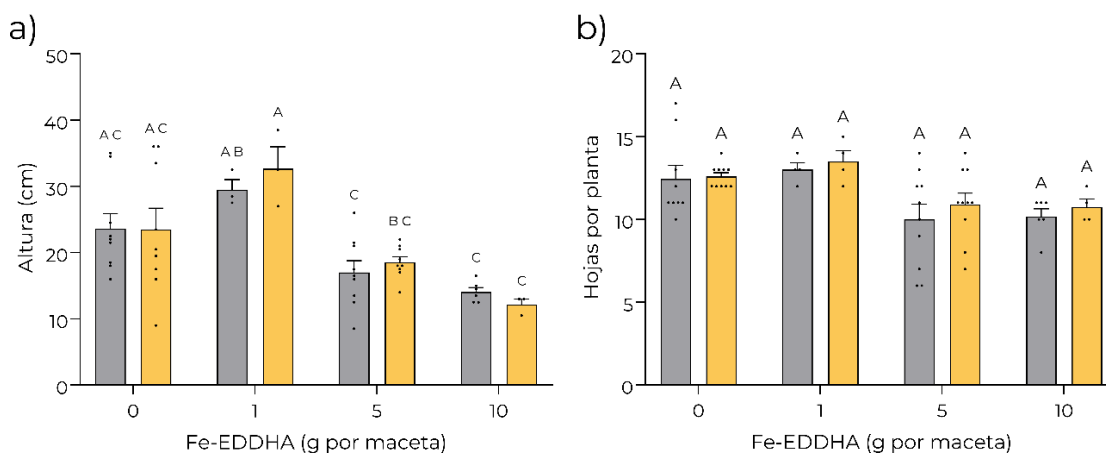 a)
50
40
30
20
10
0
Altura (cm)
A C
A C
A B
A
C
B C
C
C
0
1
5
10
Fe-EDDHA (g por maceta)
b)
20
15
10
5
0
Hojas por planta
A
A
A
A
A
A
A
A
0
1
5
10
Fe-EDDHA (g por maceta)